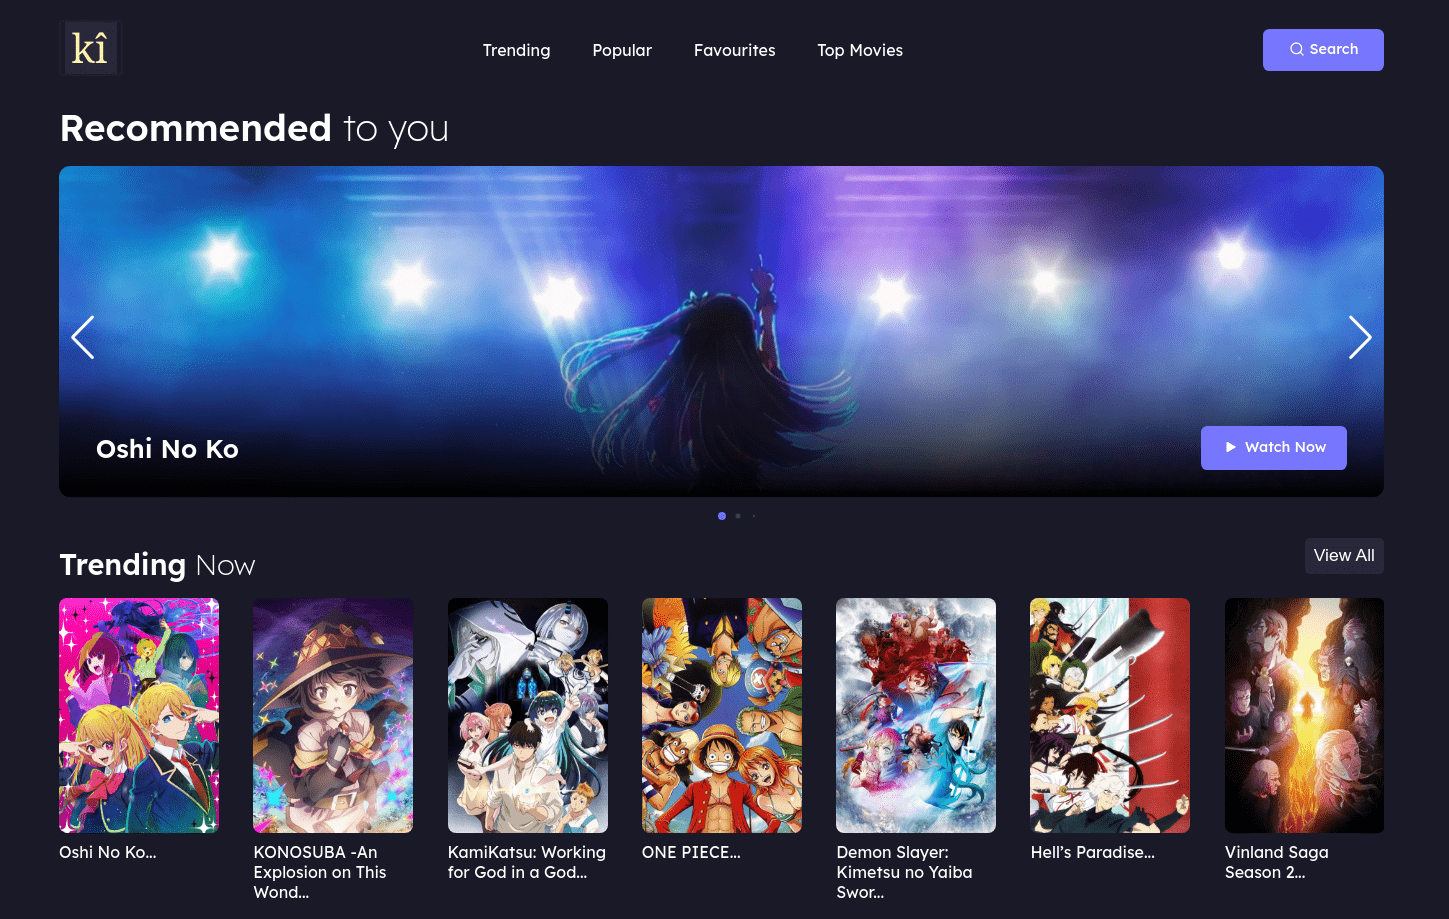 kî
Trending
Popular
Favourites
Top Movies
Search
Recommended to you
Oshi No Ko
Watch Now
Trending Now
View All
Oshi No Ko...
KONOSUBA -An
Explosion on This
Wond...
KamiKatsu: Working
for God in a God...
ONE PIECE...
Demon Slayer:
Kimetsu no Yaiba
Swor...
Hell’s Paradise...
Vinland Saga
Season 2...